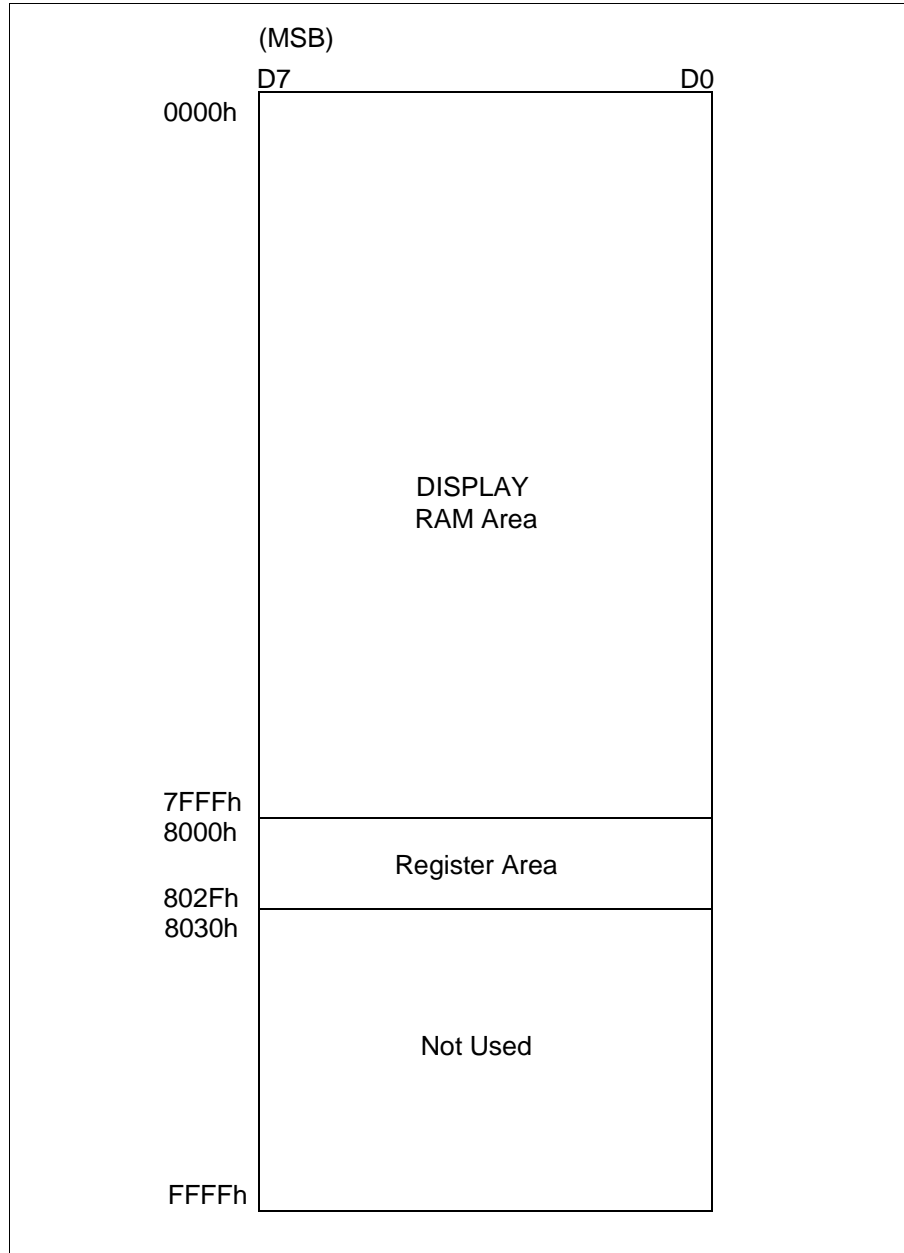 (MSB)
D7 D0
0000h
DISPLAY
RAM Area
7FFFh
8000h
Register Area
802Fh
8030h
Not Used
FFFFh